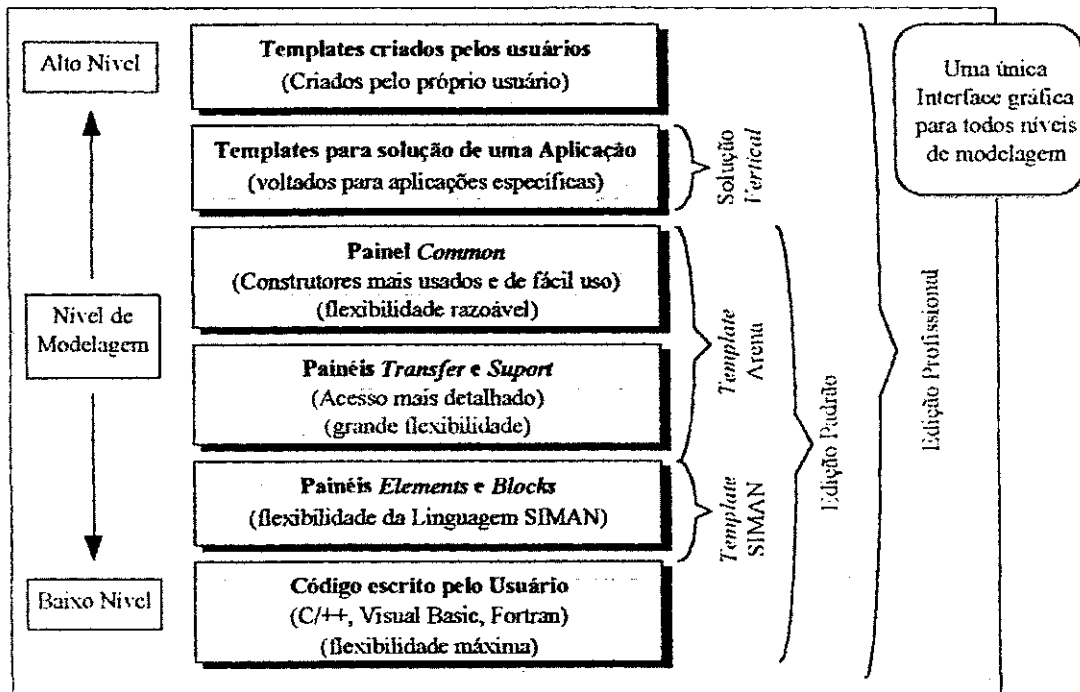 Alto Nível
Nível de
Modelagem
Baixo Nível
Templates criados pelos usuários
(Criados pelo próprio usuário)
Templates para solução de uma Aplicação
(voltados para aplicações específicas)
Painel Common
(Construtores mais usados e de fácil uso)
(flexibilidade razoável)
Painéis Transfer e Suport
(Acesso mais detalhado)
(grande flexibilidade)
Painéis Elements e Blocks
(flexibilidade da Linguagem SIMAN)
Código escrito pelo Usuário
(C/++, Visual Basic, Fortran)
(flexibilidade máxima)
Solução
Vertical
Template
Arena
Template
SIMAN
Edição Padrão
Edição Profissional
Uma única
Interface gráfica
para todos níveis
de modelagem